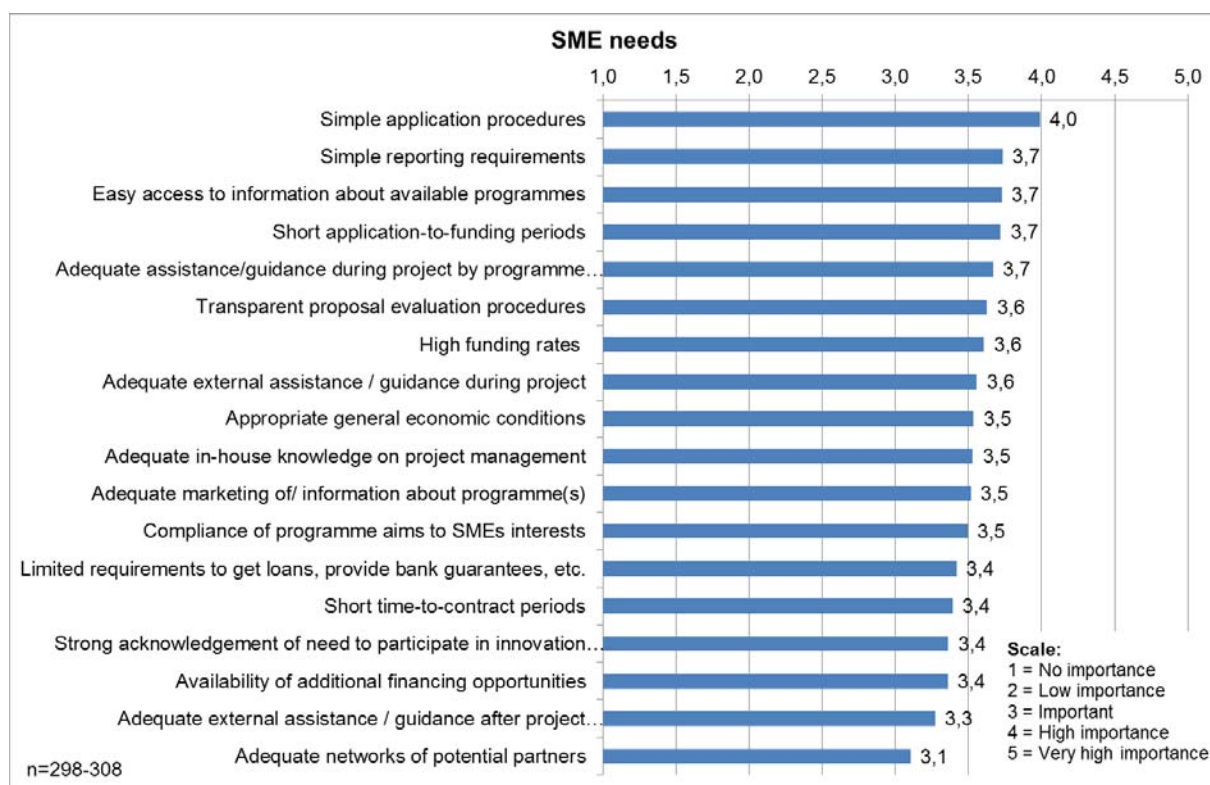 SME needs
1,0 1,5 2,0 2,5 3,0 3,5 4,0 4,5 5,0
Simple application procedures 4,0
Simple reporting requirements 3,7
Easy access to information about available programmes 3,7
Short application-to-funding periods 3,7
Adequate assistance/guidance during project by programme… 3,7
Transparent proposal evaluation procedures 3,6
High funding rates 3,6
Adequate external assistance / guidance during project 3,6
Appropriate general economic conditions 3,5
Adequate in-house knowledge on project management 3,5
Adequate marketing of/ information about programme(s) 3,5
Compliance of programme aims to SMEs interests 3,5
Limited requirements to get loans, provide bank guarantees, etc. 3,4
Short time-to-contract periods 3,4
Strong acknowledgement of need to participate in innovation… 3,4
Availability of additional financing opportunities 3,4
Adequate external assistance / guidance after project… 3,3
Adequate networks of potential partners 3,1
Scale:
1 = No importance
2 = Low importance
3 = Important
4 = High importance
5 = Very high importance
n=298-308